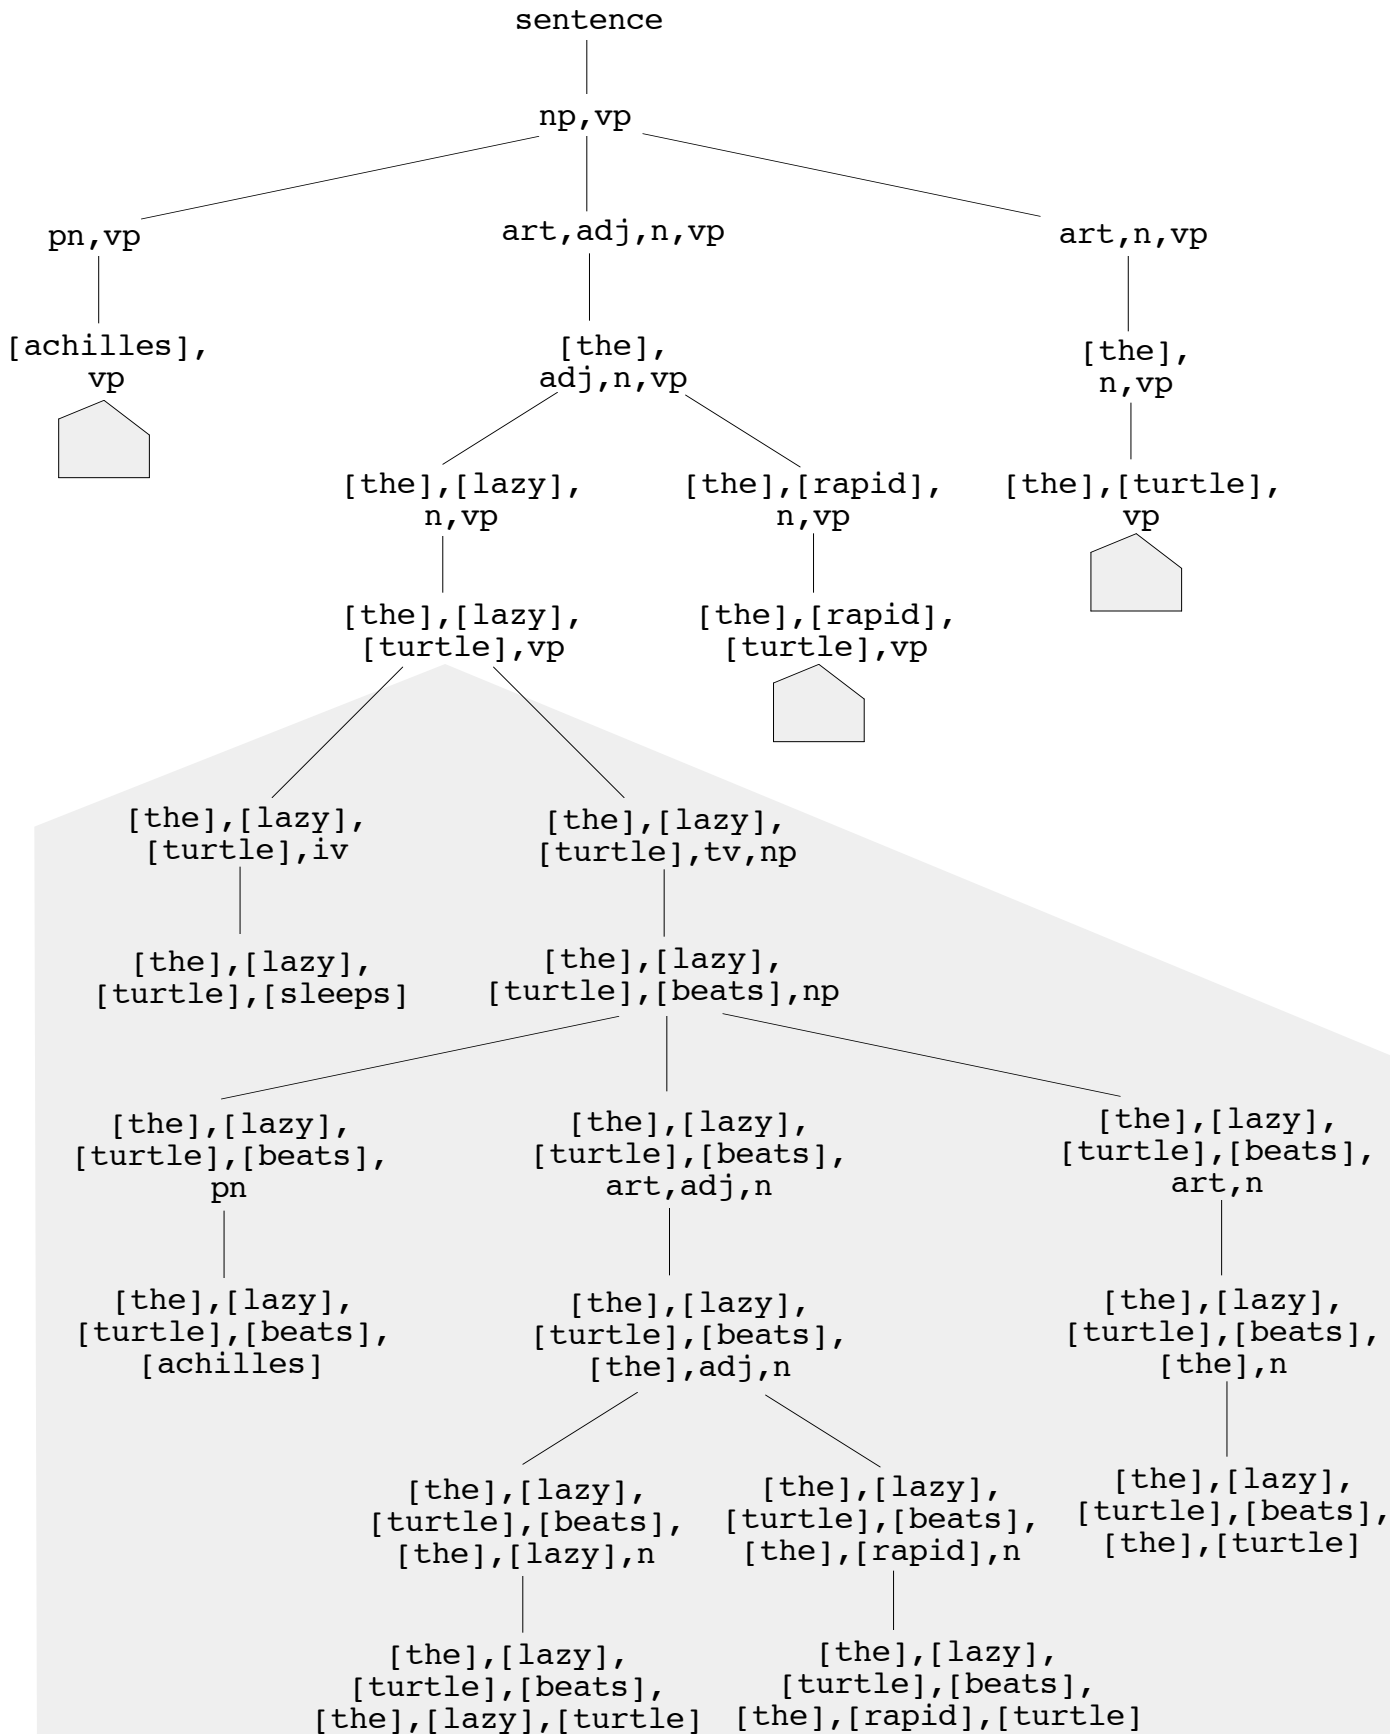 sentence
np,vp
pn,vp
art,adj,n,vp
art,n,vp
[achilles],
vp
[the],
adj,n,vp
[the],
n,vp
[the],[lazy],
n,vp
[the],[rapid],
n,vp
[the],[turtle],
vp
[the],[lazy],
[turtle],vp
[the],[rapid],
[turtle],vp
[the],[lazy],
[turtle],iv
[the],[lazy],
[turtle],tv,np
[the],[lazy],
[turtle],[sleeps]
[the],[lazy],
[turtle],[beats],np
[the],[lazy],
[turtle],[beats],
pn
[the],[lazy],
[turtle],[beats],
art,adj,n
[the],[lazy],
[turtle],[beats],
art,n
[the],[lazy],
[turtle],[beats],
[achilles]
[the],[lazy],
[turtle],[beats],
[the],adj,n
[the],[lazy],
[turtle],[beats],
[the],n
[the],[lazy],
[turtle],[beats],
[the],[lazy],n
[the],[lazy],
[turtle],[beats],
[the],[rapid],n
[the],[lazy],
[turtle],[beats],
[the],[turtle]
[the],[lazy],
[turtle],[beats],
[the],[lazy],[turtle]
[the],[lazy],
[turtle],[beats],
[the],[rapid],[turtle]